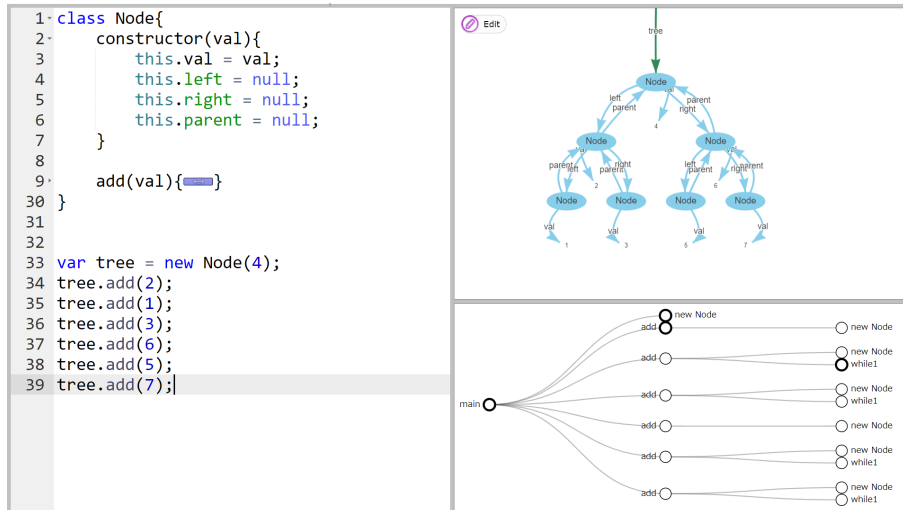 1 class Node{
2     constructor(val){
3         this.val = val;
4         this.left = null;
5         this.right = null;
6         this.parent = null;
7     }
8
9     add(val){}
30 }
31
32
33 var tree = new Node(4);
34 tree.add(2);
35 tree.add(1);
36 tree.add(3);
37 tree.add(6);
38 tree.add(5);
39 tree.add(7);
Edit
tree
Node
left val parent
parent right
4
Node Node
val val
parent left parent right left parent right parent
2 6
Node Node Node Node
val val val val
1 3 5 7
new Node
add new Node
add new Node
while1
add new Node
while1
main
add new Node
add new Node
while1
add new Node
while1